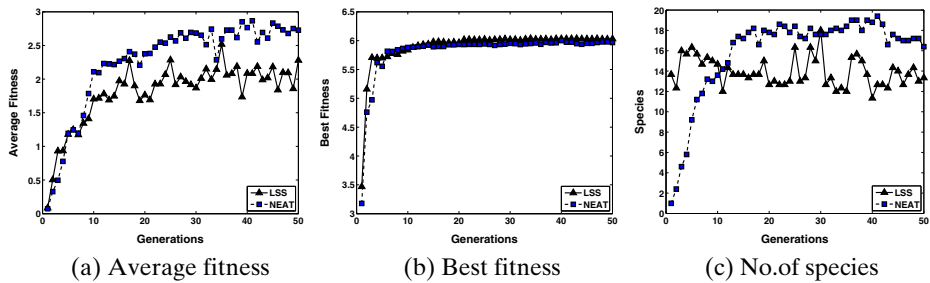 3
2.5
2
1.5
1
0.5
0
0 10 20 30 40 50
Average Fitness
Generations
LSS
NEAT
(a) Average fitness
6.5
6
5.5
5
4.5
4
3.5
3
0 10 20 30 40 50
Best Fitness
Generations
LSS
NEAT
(b) Best fitness
20
18
16
14
12
10
8
6
4
2
0
0 10 20 30 40 50
Species
Generations
LSS
NEAT
(c) No.of species